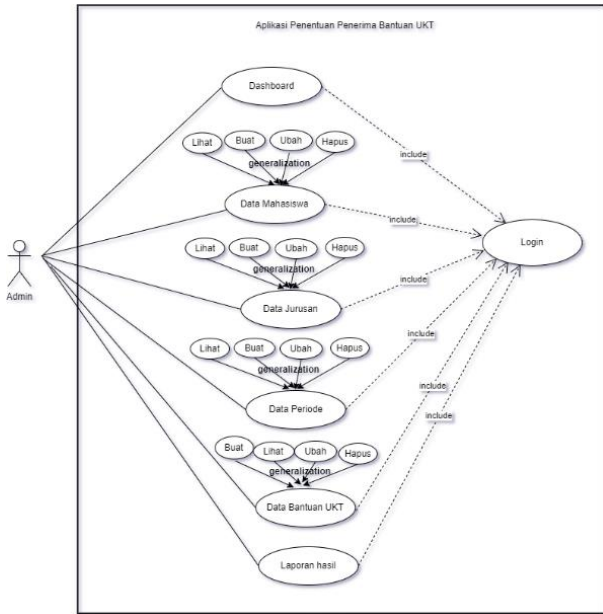 Aplikasi Penentuan Penerima Bantuan UKT
Dashboard
Lihat
Buat
Ubah
Hapus
generalization
include
Data Mahasiswa
include
Login
Admin
Lihat
Buat
Ubah
Hapus
generalization
include
Data Jurusan
Lihat
Buat
Ubah
Hapus
generalization
include
Data Periode
include
Buat
Lihat
Ubah
Hapus
generalization
include
Data Bantuan UKT
Laporan hasil